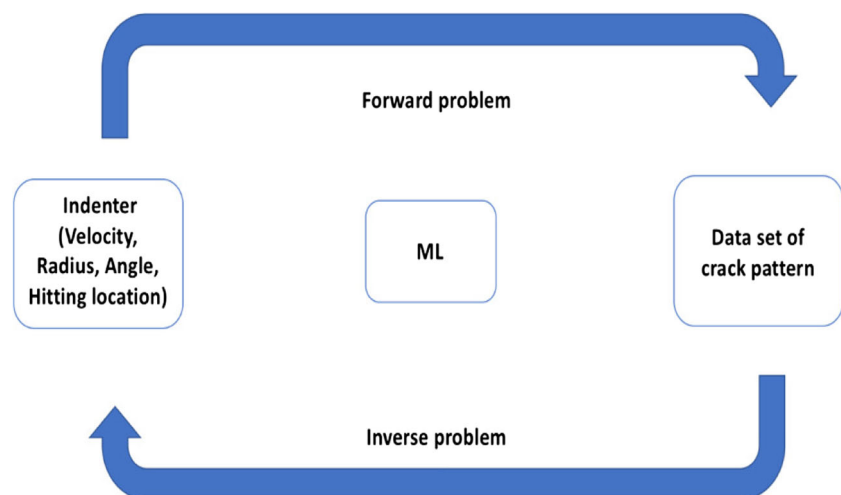 Forward problem
Indenter
(Velocity,
Radius, Angle,
Hitting location)
ML
Data set of
crack pattern
Inverse problem